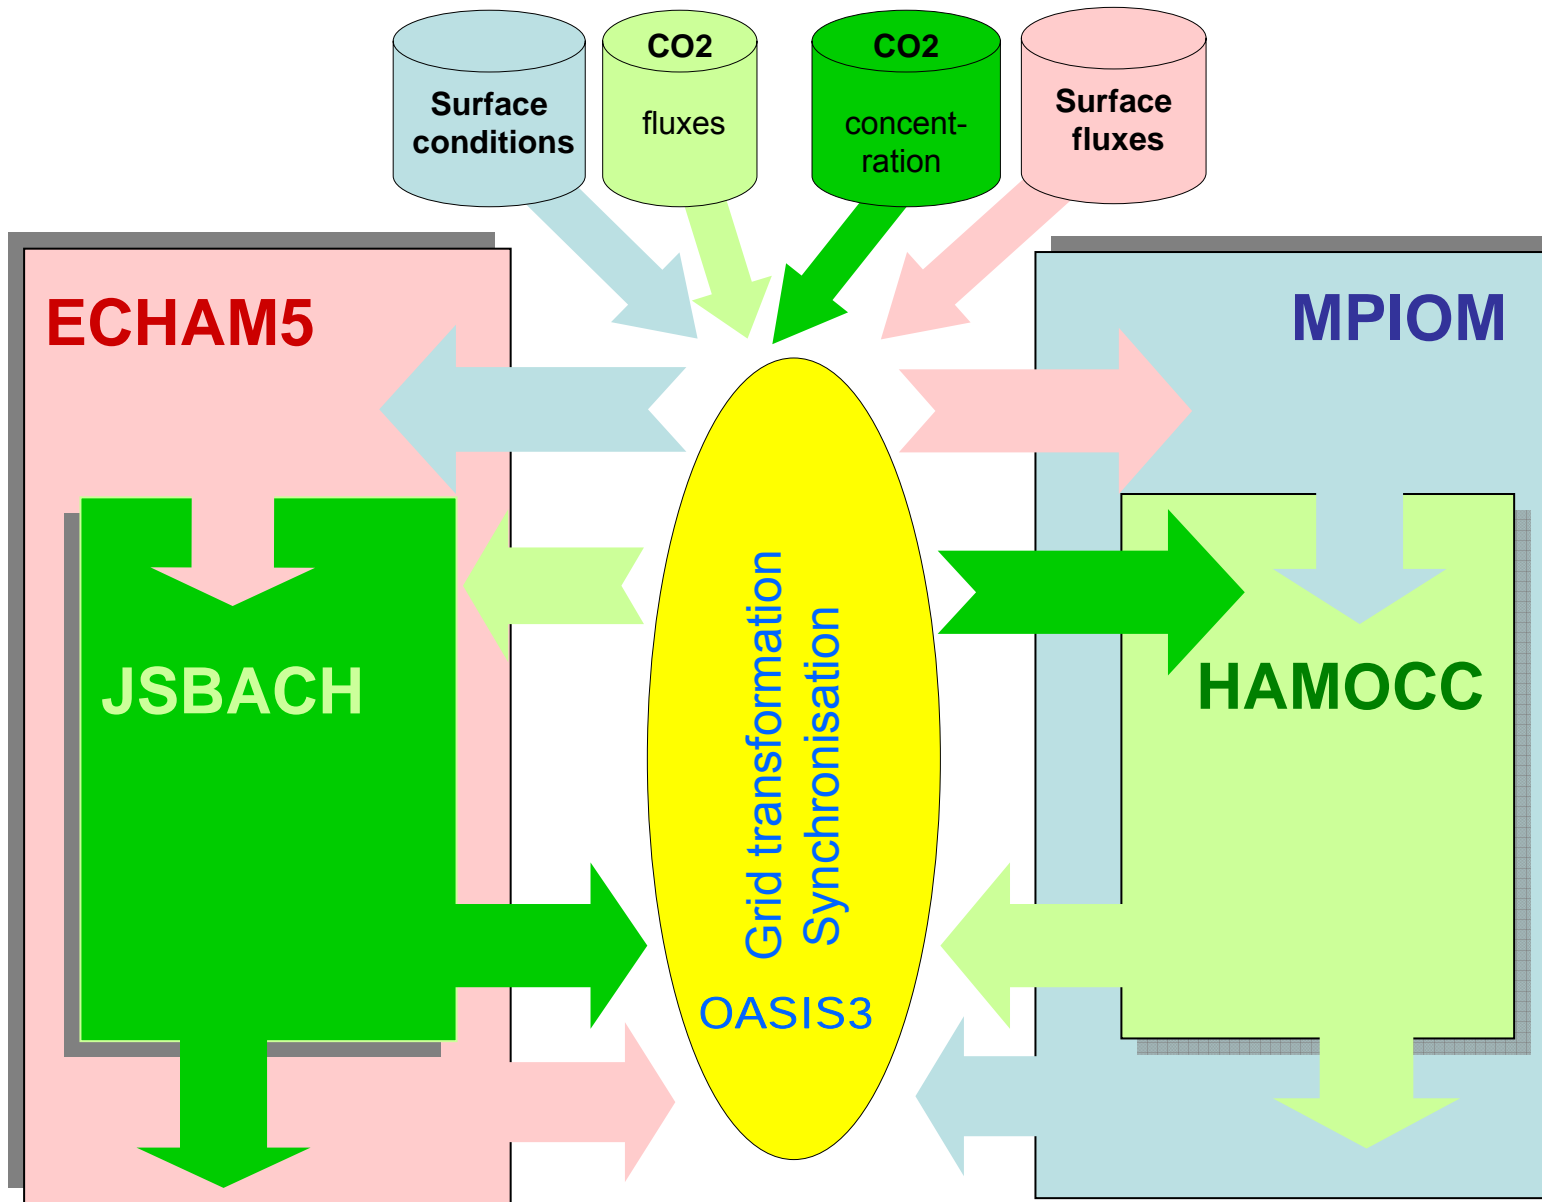 Surface
conditions
CO2
fluxes
CO2
concent-
ration
Surface
fluxes
ECHAM5
MPIOM
JSBACH
HAMOCC
Grid transformation
Synchronisation
OASIS3